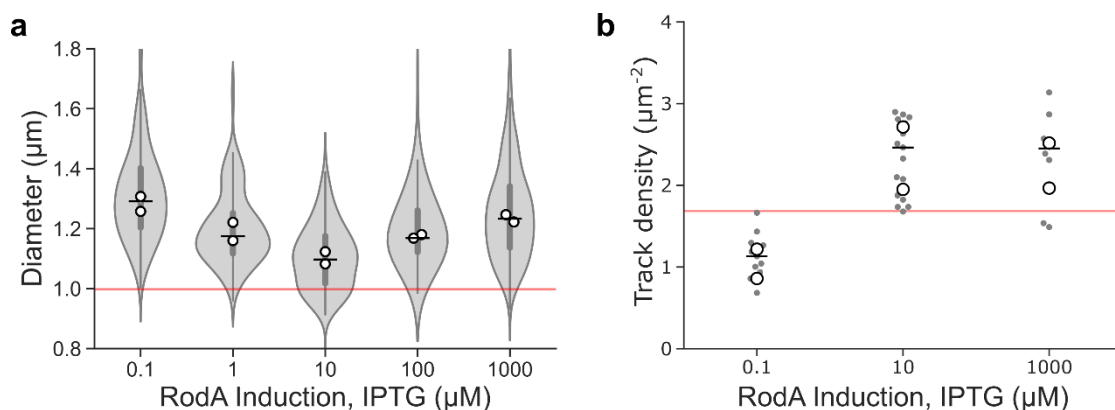 a
1.8
1.6
1.4
1.2
1.0
0.8
Diameter (μm)
0.1 1 10 100 1000
RodA Induction, IPTG (μM)
b
4
3
2
1
0
Track density (μm⁻²)
0.1 10 1000
RodA Induction, IPTG (μM)